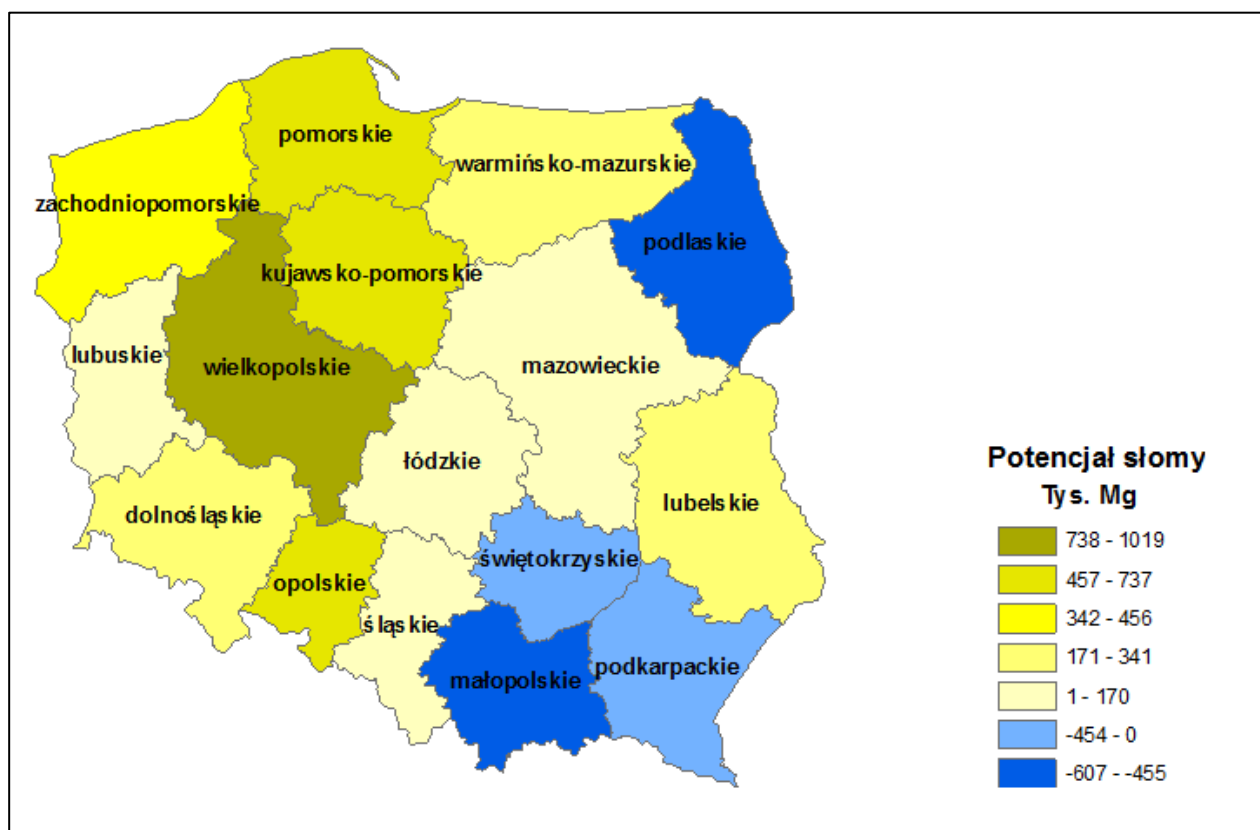 pomorskie
warmińsko-mazurskie
zachodniopomorskie
podlaskie
kujawsko-pomorskie
lubuskie
wielkopolskie
mazowieckie
łódzkie
lubelskie
dolnośląskie
świętokrzyskie
opolskie
śląskie
podkarpackie
małopolskie
Potencjał słomy
Tys. Mg
738 - 1019
457 - 737
342 - 456
171 - 341
1 - 170
-454 - 0
-607 - -455